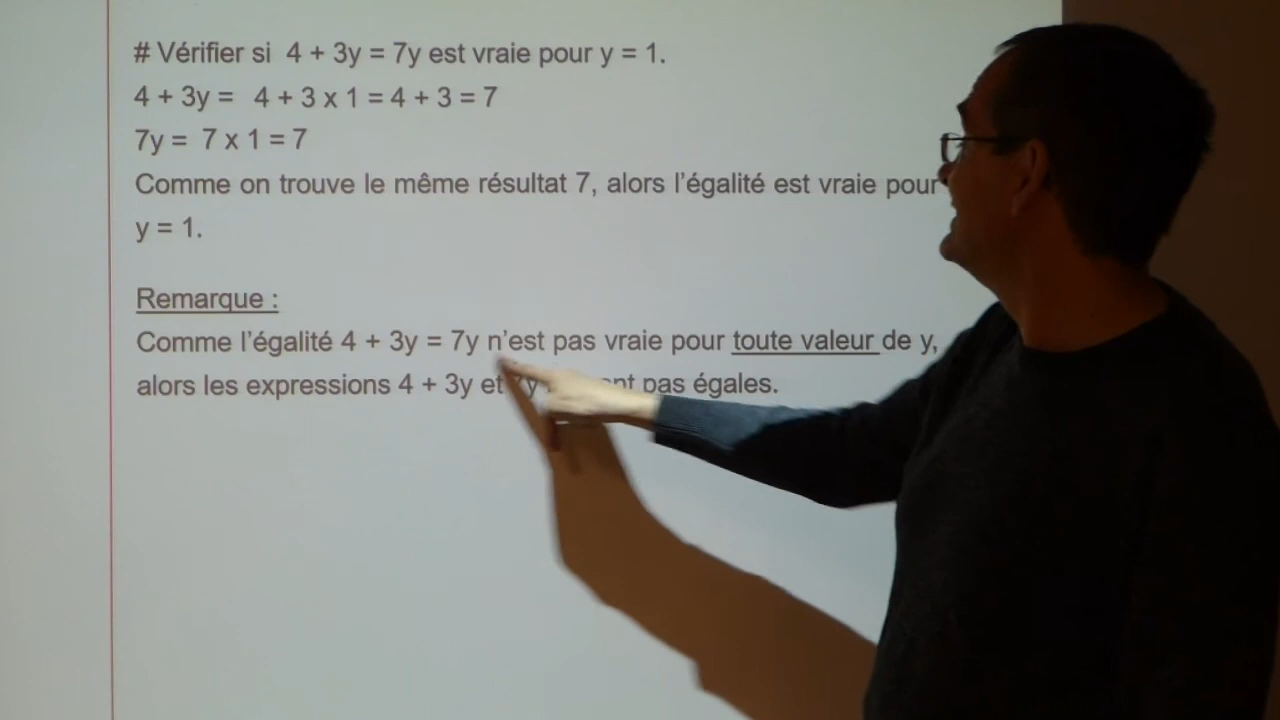 # Vérifier si 4 + 3y = 7y est vraie pour y = 1.
4 + 3y = 4 + 3 x 1 = 4 + 3 = 7
7y = 7 x 1 = 7
Comme on trouve le même résultat 7, alors l'égalité est vraie pour
y = 1.
Remarque :
Comme l'égalité 4 + 3y = 7y n'est pas vraie pour toute valeur de y,
alors les expressions 4 + 3y et 7y pas égales.